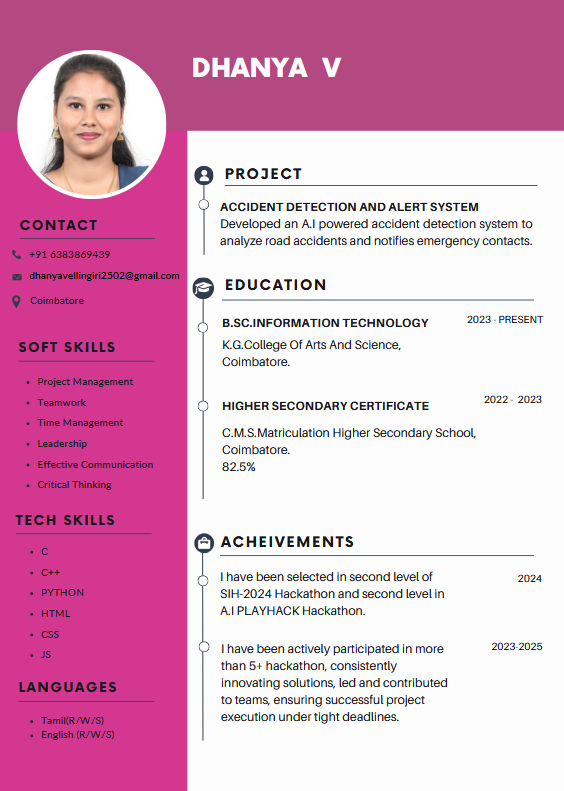 DHANYA V
CONTACT
+91 6383869439
dhanyavellingiri2502@gmail.com
Coimbatore
SOFT SKILLS
• Project Management
• Teamwork
• Time Management
• Leadership
• Effective Communication
• Critical Thinking
TECH SKILLS
• C
• C++
• PYTHON
• HTML
• CSS
• JS
LANGUAGES
• Tamil(R/W/S)
• English (R/W/S)
PROJECT
ACCIDENT DETECTION AND ALERT SYSTEM
Developed an A.I powered accident detection system to
analyze road accidents and notifies emergency contacts.
EDUCATION
B.SC.INFORMATION TECHNOLOGY 2023 - PRESENT
K.G.College Of Arts And Science,
Coimbatore.
HIGHER SECONDARY CERTIFICATE 2022 - 2023
C.M.S.Matriculation Higher Secondary School,
Coimbatore.
82.5%
ACHEIVEMENTS
I have been selected in second level of 2024
SIH-2024 Hackathon and second level in
A.I PLAYHACK Hackathon.
I have been actively participated in more 2023-2025
than 5+ hackathon, consistently
innovating solutions, led and contributed
to teams, ensuring successful project
execution under tight deadlines.